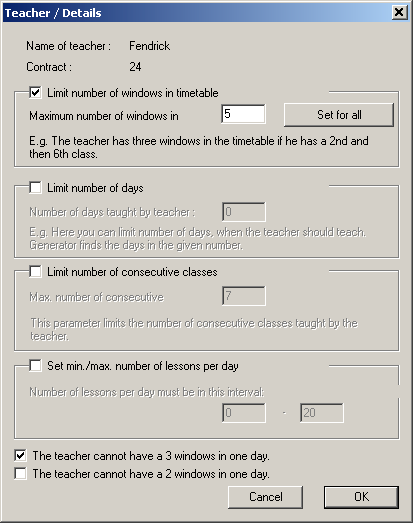 Teacher / Details
Name of teacher : Fendrick
Contract : 24
Limit number of windows in timetable
Maximum number of windows in 5 Set for all
E.g. The teacher has three windows in the timetable if he has a 2nd and
then 6th class.
Limit number of days
Number of days taught by teacher : 0
E.g. Here you can limit number of days, when the teacher should teach.
Generator finds the days in the given number.
Limit number of consecutive classes
Max. number of consecutive 7
This parameter limits the number of consecutive classes taught by the
teacher.
Set min./max. number of lessons per day
Number of lessons per day must be in this interval:
0 - 20
The teacher cannot have a 3 windows in one day.
The teacher cannot have a 2 windows in one day.
Cancel OK